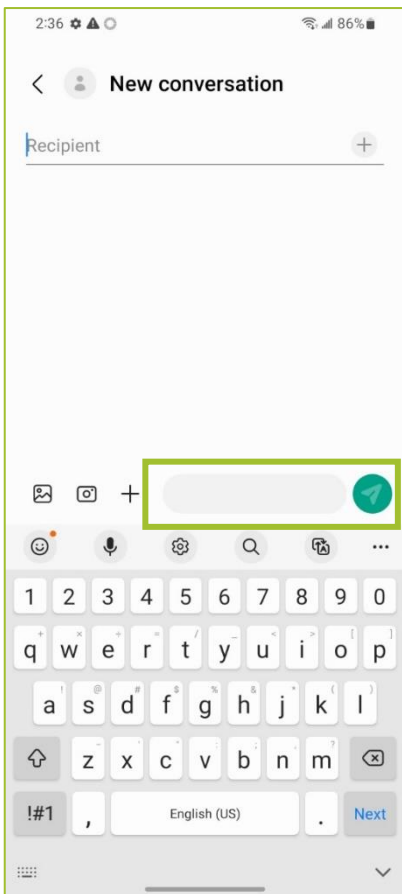 2:36 86%
New conversation
Recipient
1 2 3 4 5 6 7 8 9 0
q w e r t y u i o p
a s d f g h j k l
z x c v b n m
!#1 , English (US) . Next